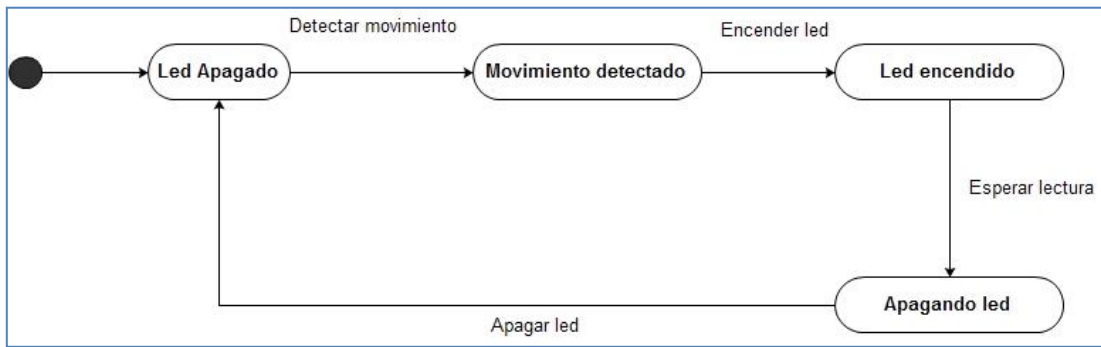 Detectar movimiento
Encender led
Led Apagado
Movimiento detectado
Led encendido
Esperar lectura
Apagando led
Apagar led